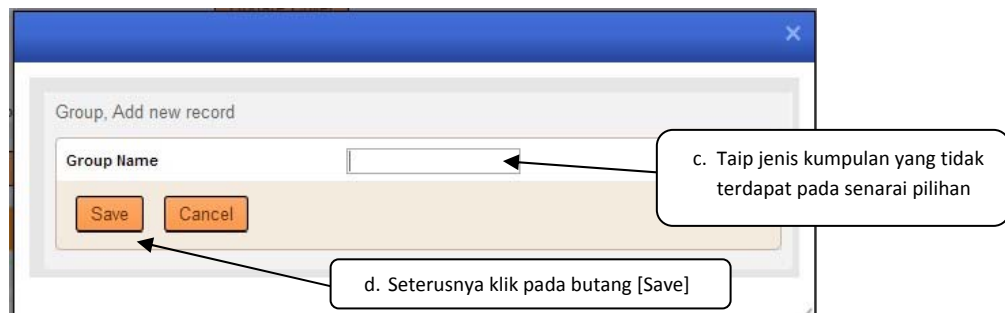 Group, Add new record
Group Name
c. Taip jenis kumpulan yang tidak
terdapat pada senarai pilihan
Save Cancel
d. Seterusnya klik pada butang [Save]